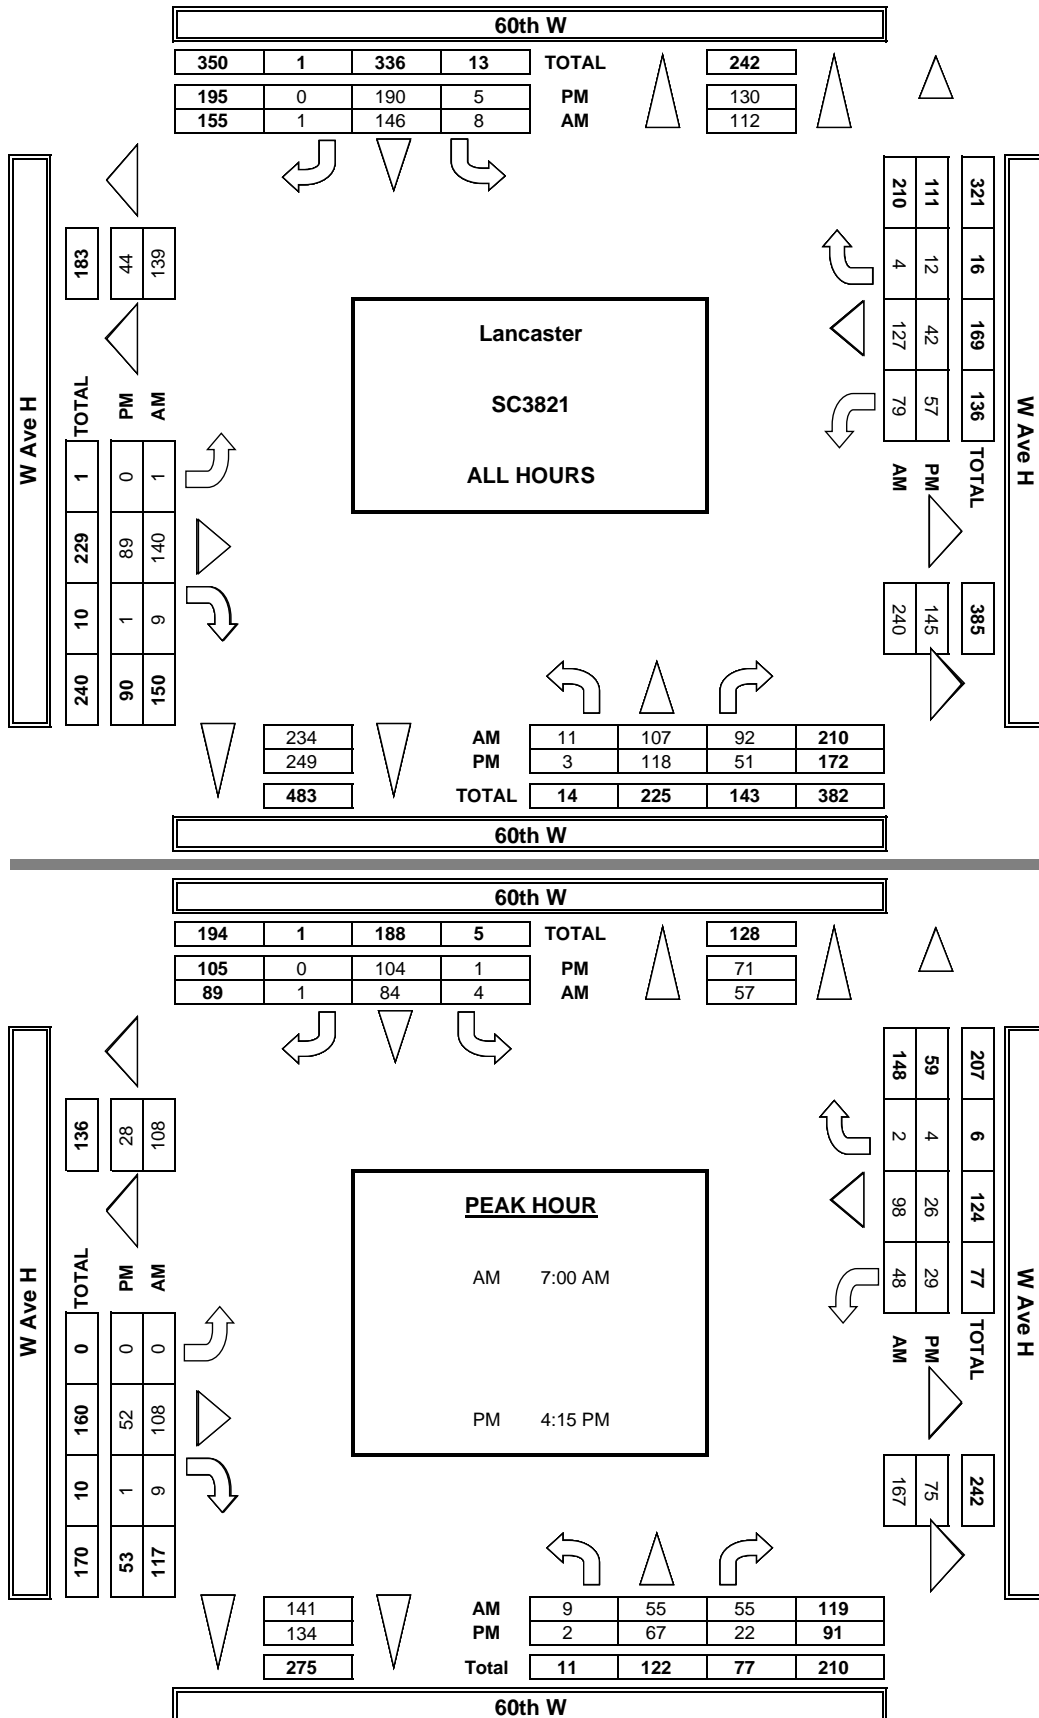 60th W
350 1 336 13 TOTAL 242
195 0 190 5 PM 130
155 1 146 8 AM 112
W Ave H
183 44 139
TOTAL PM AM
1 0 1
229 89 140
10 1 9
240 90 150
Lancaster
SC3821
ALL HOURS
210 111 321
4 12 16
127 42 169
79 57 136
AM PM TOTAL
240 145 385
W Ave H
234 AM 11 107 92 210
249 PM 3 118 51 172
483 TOTAL 14 225 143 382
60th W
60th W
194 1 188 5 TOTAL 128
105 0 104 1 PM 71
89 1 84 4 AM 57
W Ave H
136 28 108
TOTAL PM AM
0 0 0
160 52 108
10 1 9
170 53 117
PEAK HOUR
AM 7:00 AM
PM 4:15 PM
148 59 207
2 4 6
98 26 124
48 29 77
AM PM TOTAL
167 75 242
W Ave H
141 AM 9 55 55 119
134 PM 2 67 22 91
275 Total 11 122 77 210
60th W